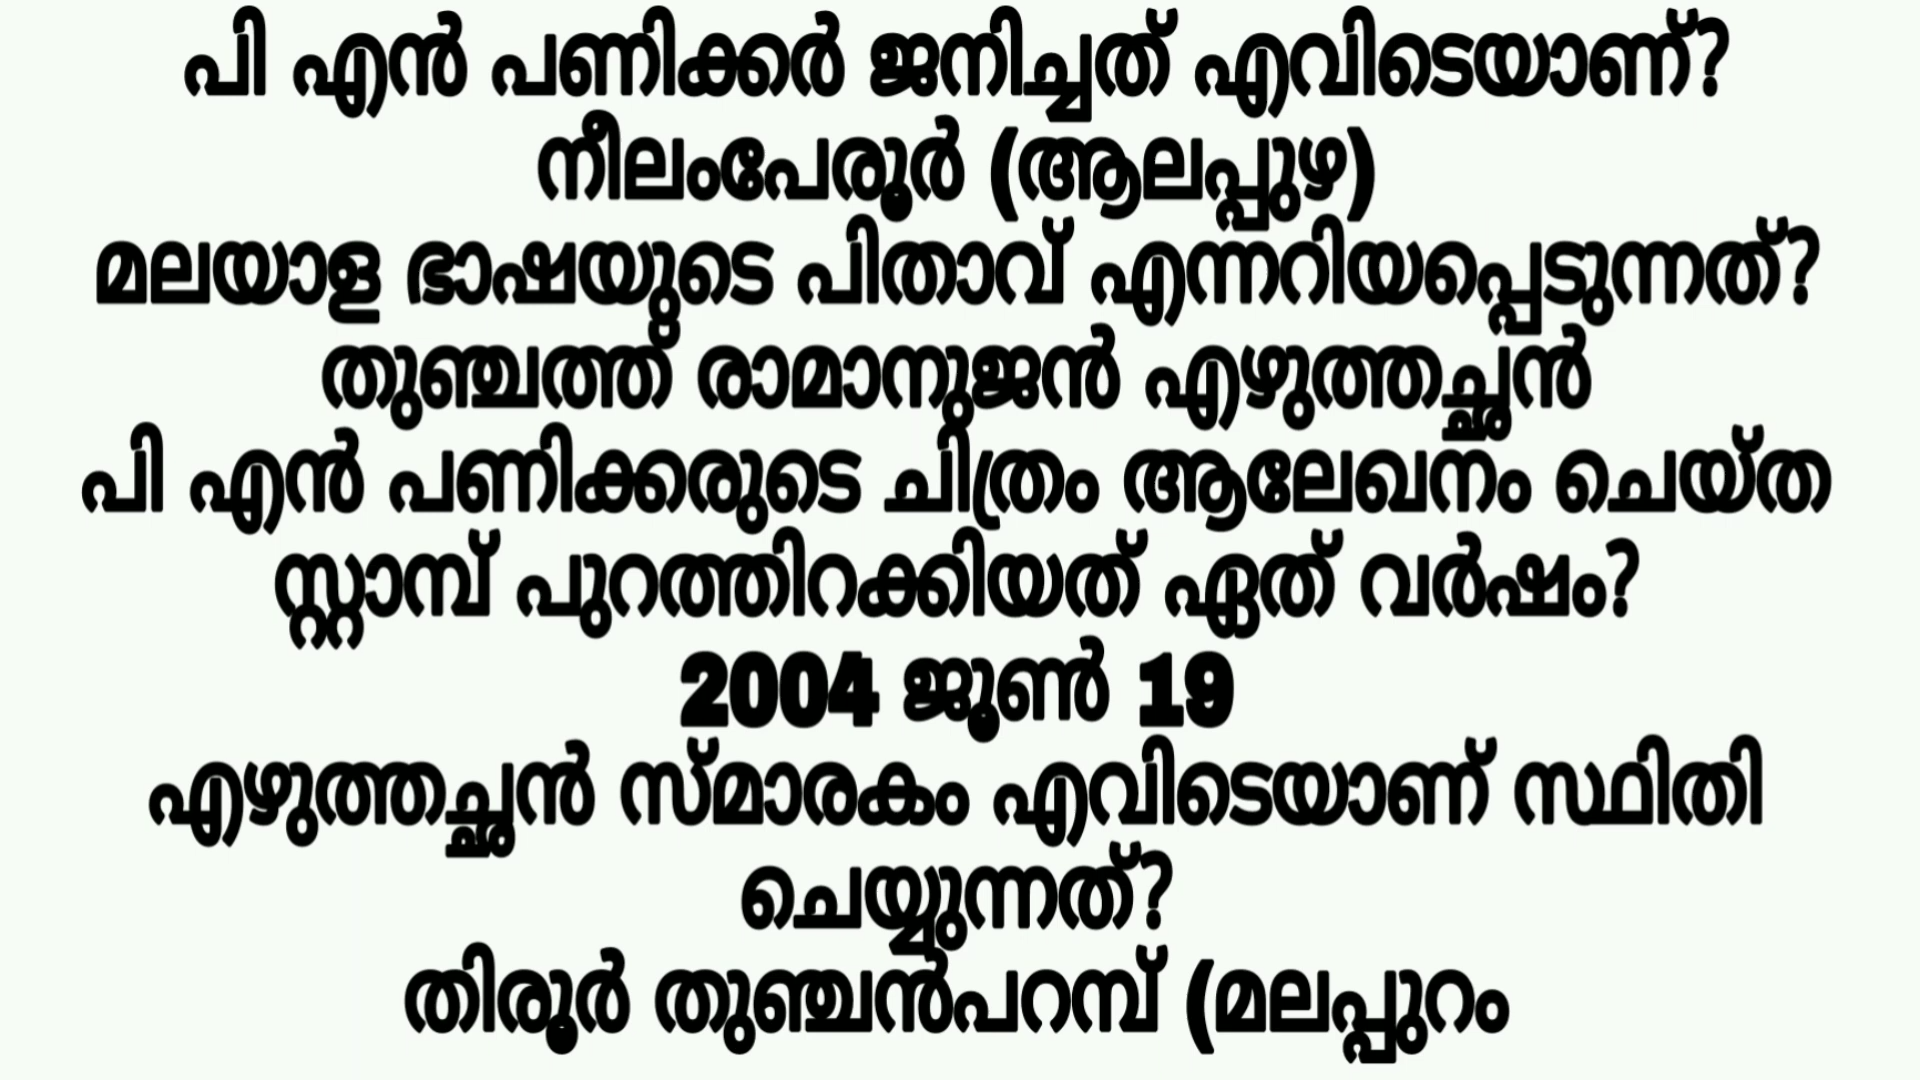 പി എൻ പണിക്കർ ജനിച്ചത് എവിടെയാണ്?
നീലംപേരൂർ (ആലപ്പുഴ)
മലയാള ഭാഷയുടെ പിതാവ് എന്നറിയപ്പെടുന്നത്?
തുഞ്ചത്ത് രാമാനുജൻ എഴുത്തച്ഛൻ
പി എൻ പണിക്കരുടെ ചിത്രം ആലേഖനം ചെയ്ത
സ്റ്റാമ്പ് പുറത്തിറക്കിയത് ഏത് വർഷം?
2004 ജൂൺ 19
എഴുത്തച്ഛൻ സ്മാരകം എവിടെയാണ് സ്ഥിതി
ചെയ്യുന്നത്?
തിരൂർ തുഞ്ചൻപറമ്പ് (മലപ്പുറം